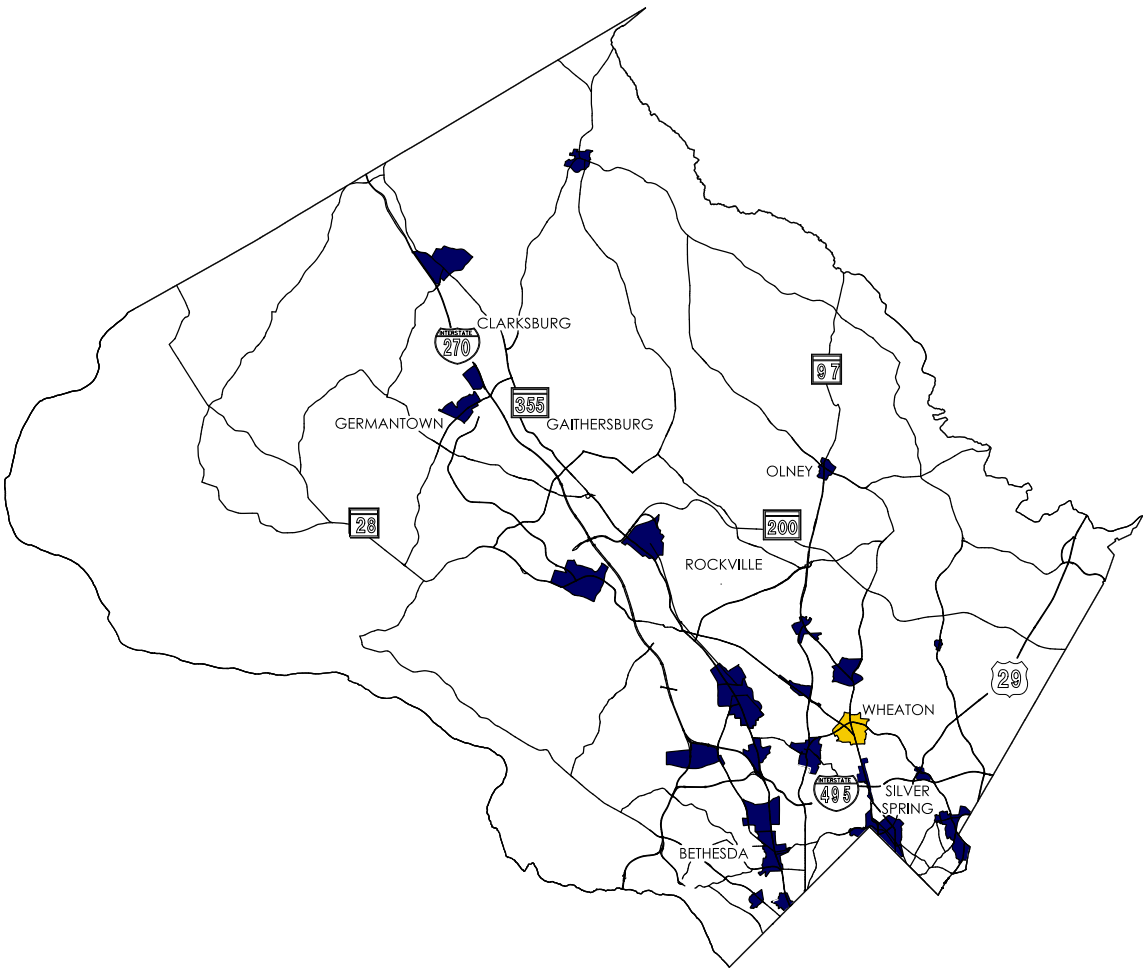 CLARKSBURG
INTERSTATE
270
97
355
GERMANTOWN
GAITHERSBURG
OLNEY
28
200
ROCKVILLE
29
WHEATON
INTERSTATE
495
SILVER
SPRING
BETHESDA